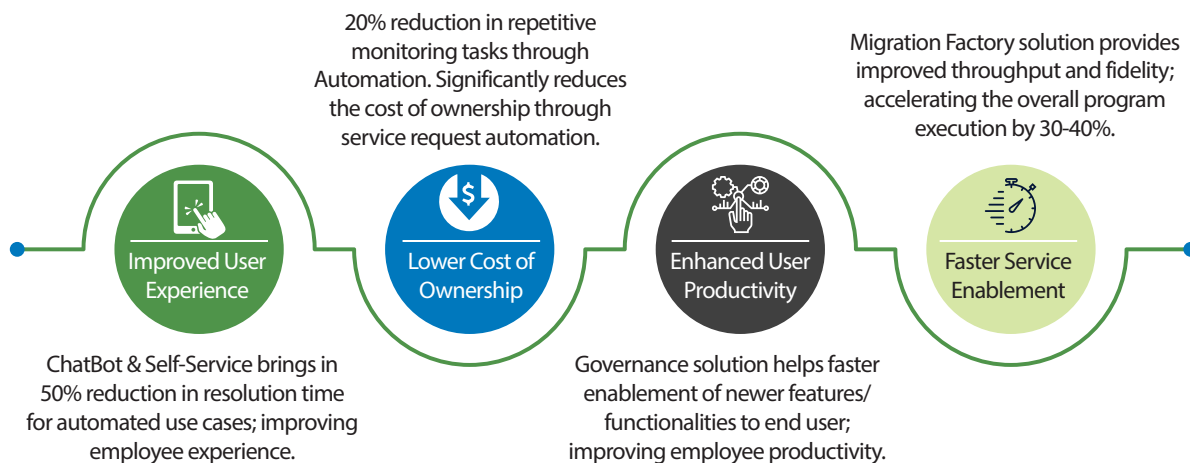 20% reduction in repetitive
monitoring tasks through
Automation. Significantly reduces
the cost of ownership through
service request automation.
Migration Factory solution provides
improved throughput and fidelity;
accelerating the overall program
execution by 30-40%.
$
Improved User
Experience
Lower Cost of
Ownership
Enhanced User
Productivity
Faster Service
Enablement
ChatBot & Self-Service brings in
50% reduction in resolution time
for automated use cases; improving
employee experience.
Governance solution helps faster
enablement of newer features/
functionalities to end user;
improving employee productivity.